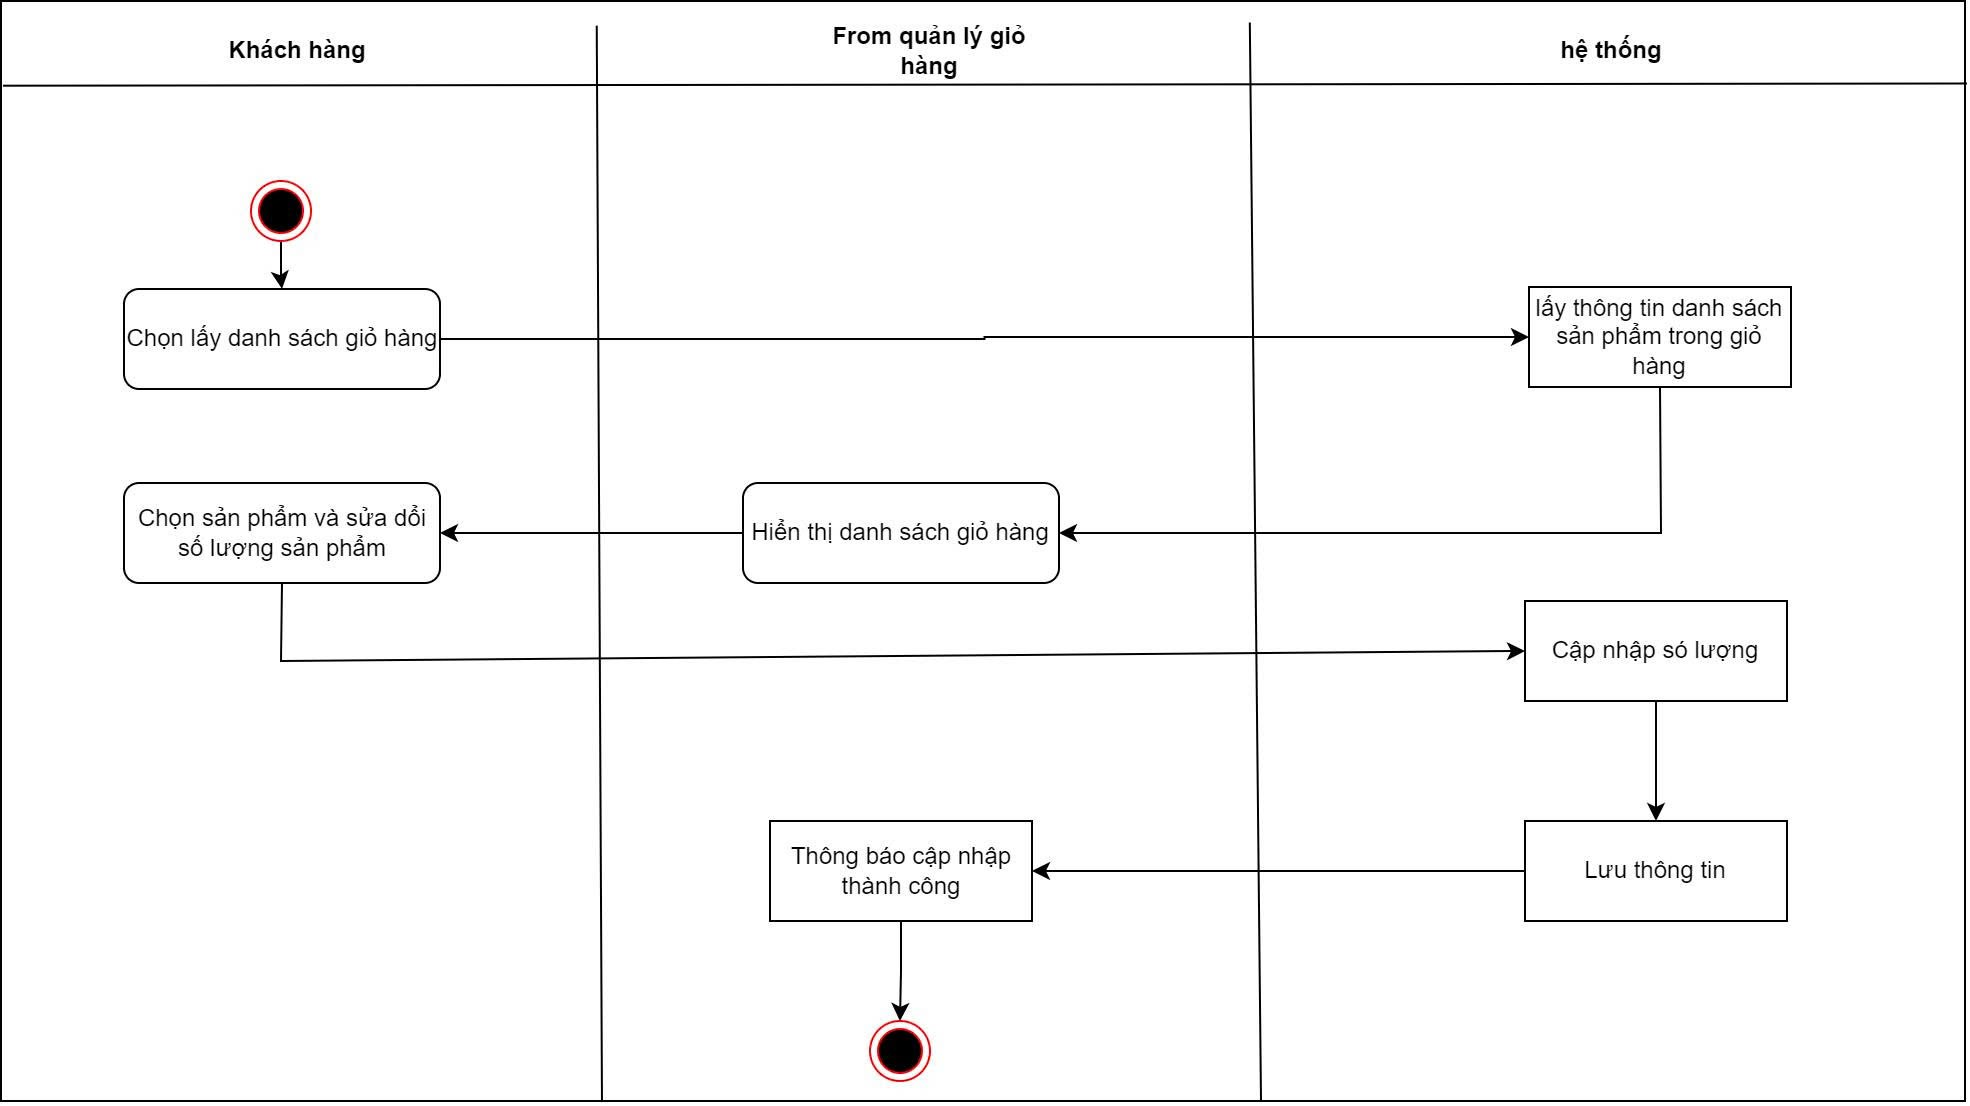 Khách hàng
From quản lý giỏ
hàng
hệ thống
Chọn lấy danh sách giỏ hàng
lấy thông tin danh sách
sản phẩm trong giỏ
hàng
Chọn sản phẩm và sửa dổi
số lượng sản phẩm
Hiển thị danh sách giỏ hàng
Cập nhập só lượng
Thông báo cập nhập
thành công
Lưu thông tin